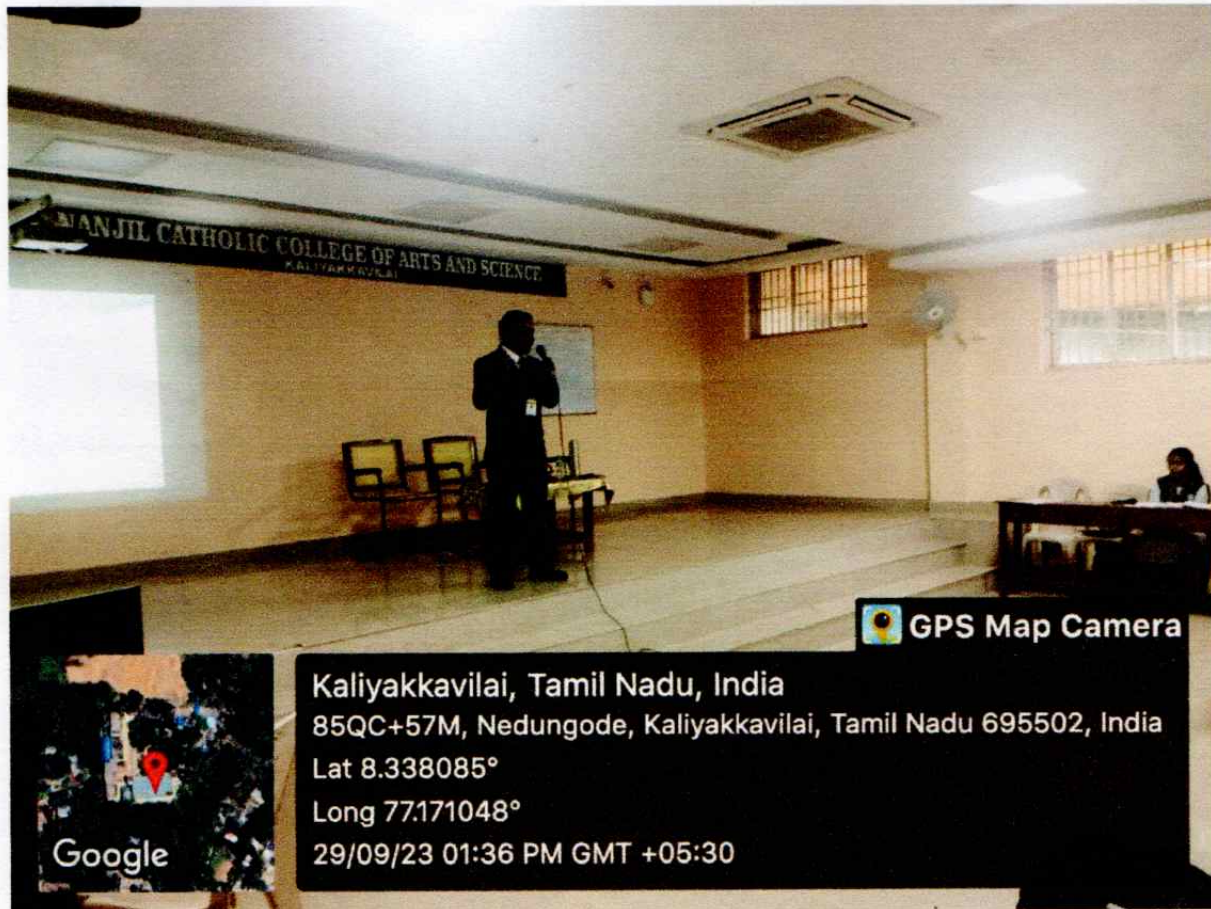 NANJIL CATHOLIC COLLEGE OF ARTS AND SCIENCE
KALIYAKKAVILAI
GPS Map Camera
Kaliyakkavilai, Tamil Nadu, India
85QC+57M, Nedungode, Kaliyakkavilai, Tamil Nadu 695502, India
Lat 8.338085°
Long 77.171048°
29/09/23 01:36 PM GMT +05:30
Google